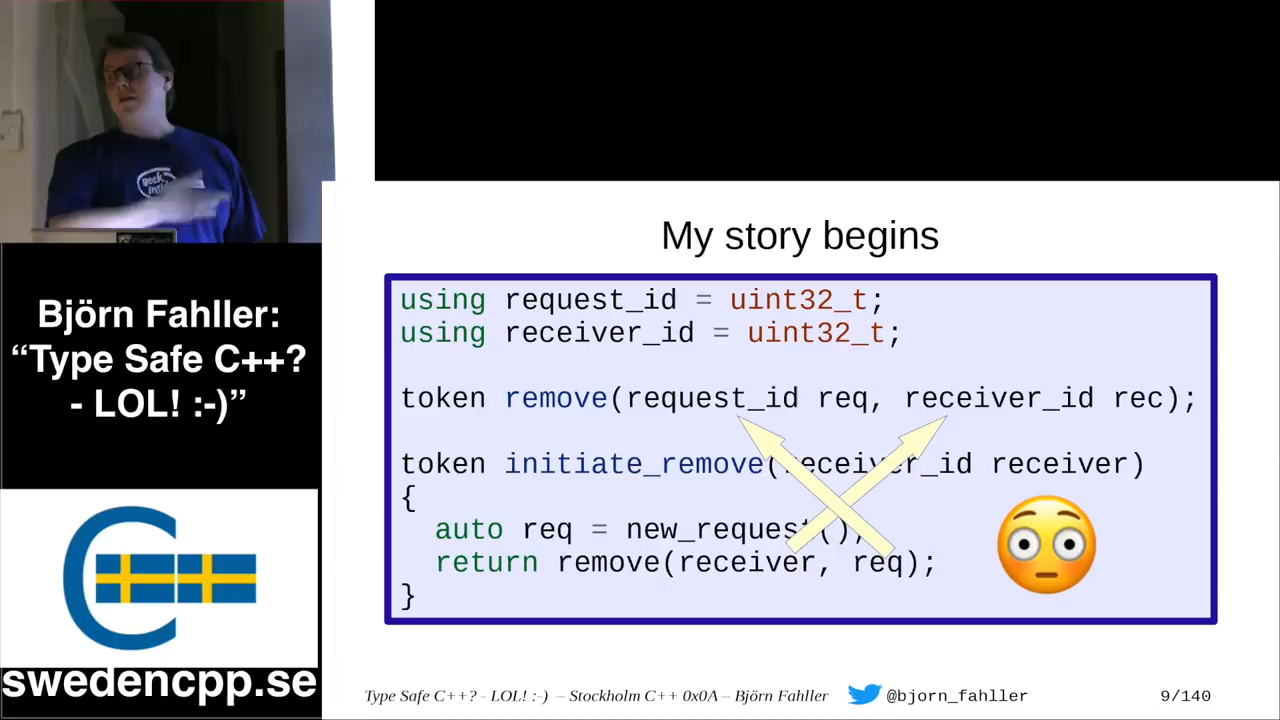 geek
inside
Björn Fahller:
“Type Safe C++?
- LOL! :-)”
swedencpp.se
My story begins
using request_id = uint32_t;
using receiver_id = uint32_t;
token remove(request_id req, receiver_id rec);
token initiate_remove(receiver_id receiver)
{
auto req = new_request();
return remove(receiver, req);
}
Type Safe C++? - LOL! :-) – Stockholm C++ 0x0A – Björn Fahller
@bjorn_fahller
9/140